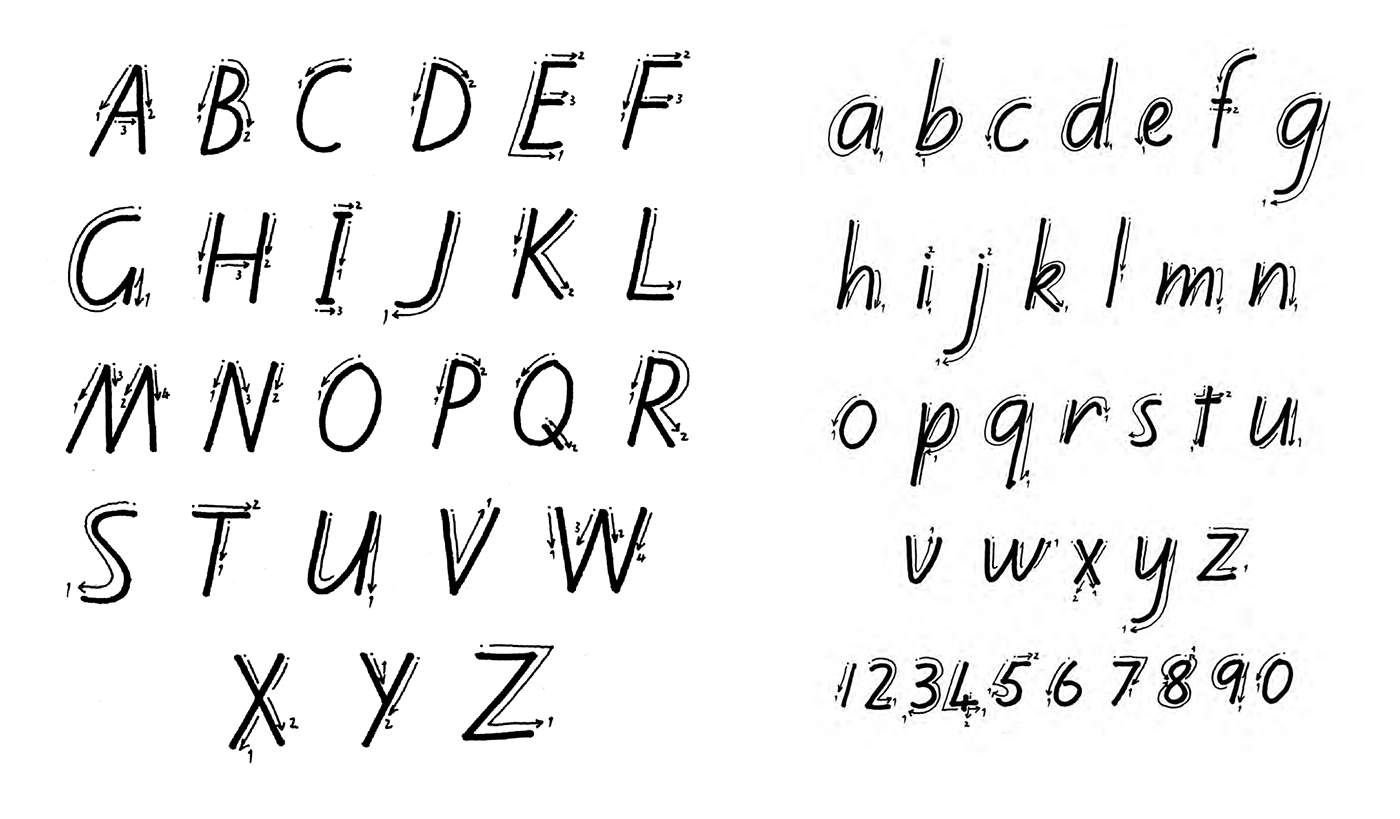 A B C D E F
G H I J K L
M N O P Q R
S T U V W
X Y Z
a b c d e f g
h i j k l m n
o p q r s t u
v w x y z
1 2 3 4 5 6 7 8 9 0